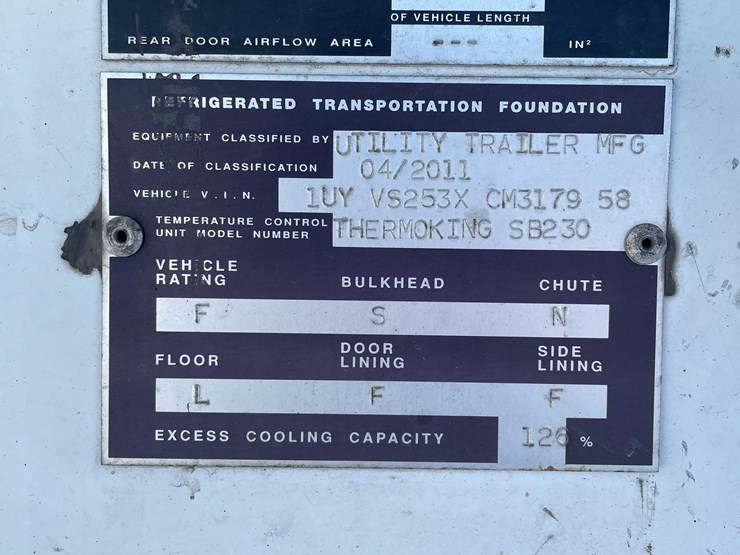 OF VEHICLE LENGTH
REAR DOOR AIRFLOW AREA --- IN²
REFRIGERATED TRANSPORTATION FOUNDATION
EQUIPMENT CLASSIFIED BY UTILITY TRAILER MFG
DATE OF CLASSIFICATION 04/2011
VEHICLE V.I.N. 1UY VS253X CM3179 58
TEMPERATURE CONTROL
UNIT MODEL NUMBER THERMOKING SB230
VEHICLE
RATING BULKHEAD CHUTE
F S N
FLOOR DOOR LINING SIDE LINING
L F F
EXCESS COOLING CAPACITY 126 %